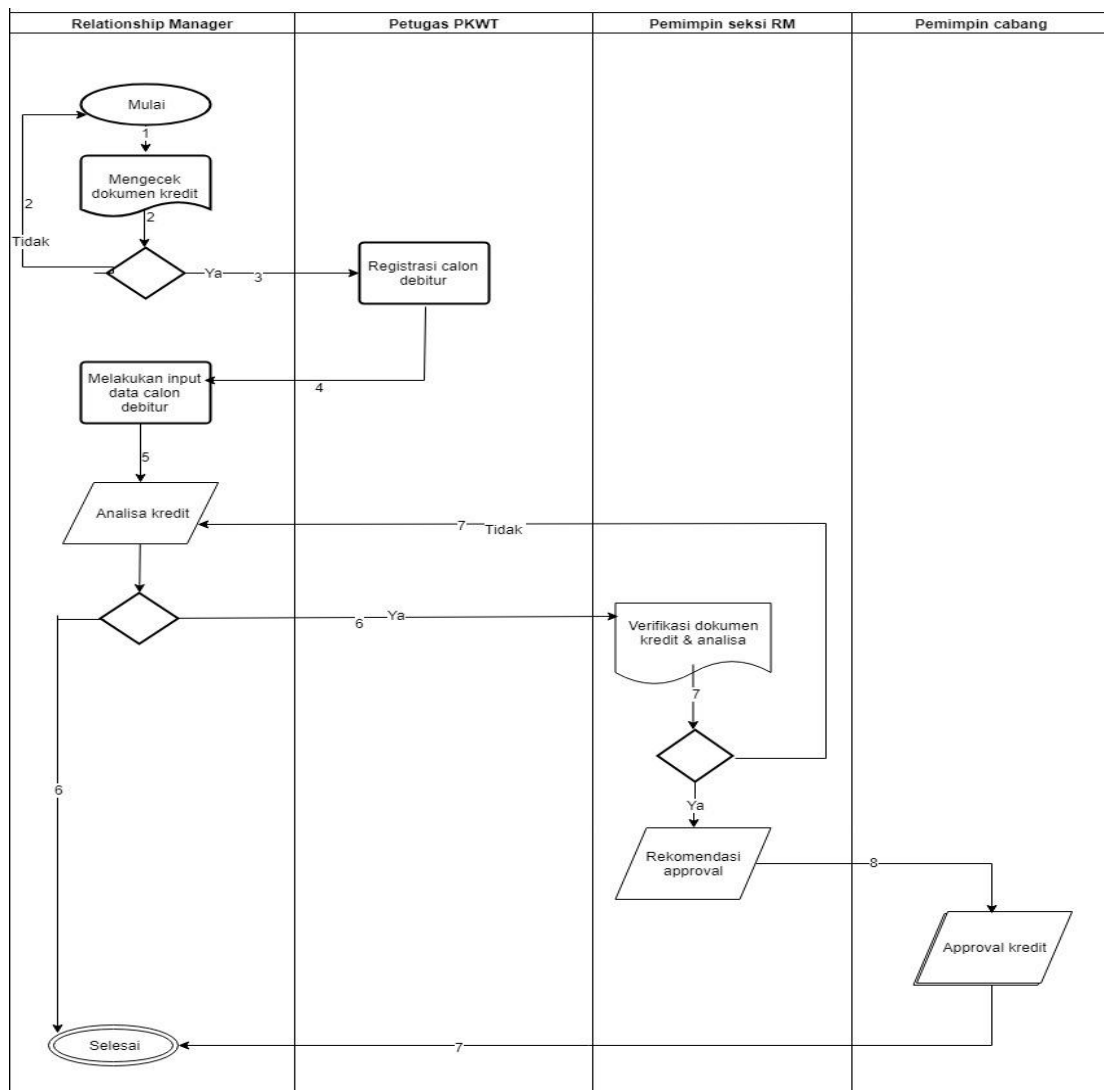 Relationship Manager
Petugas PKWT
Pemimpin seksi RM
Pemimpin cabang
Mulai
1
Mengecek
dokumen kredit
2
2
Tidak
Ya
3
Registrasi calon
debitur
Melakukan input
data calon
debitur
4
5
Analisa kredit
7
Tidak
6
Ya
Verifikasi dokumen
kredit & analisa
7
6
Ya
Rekomendasi
approval
8
Approval kredit
Selesai
7